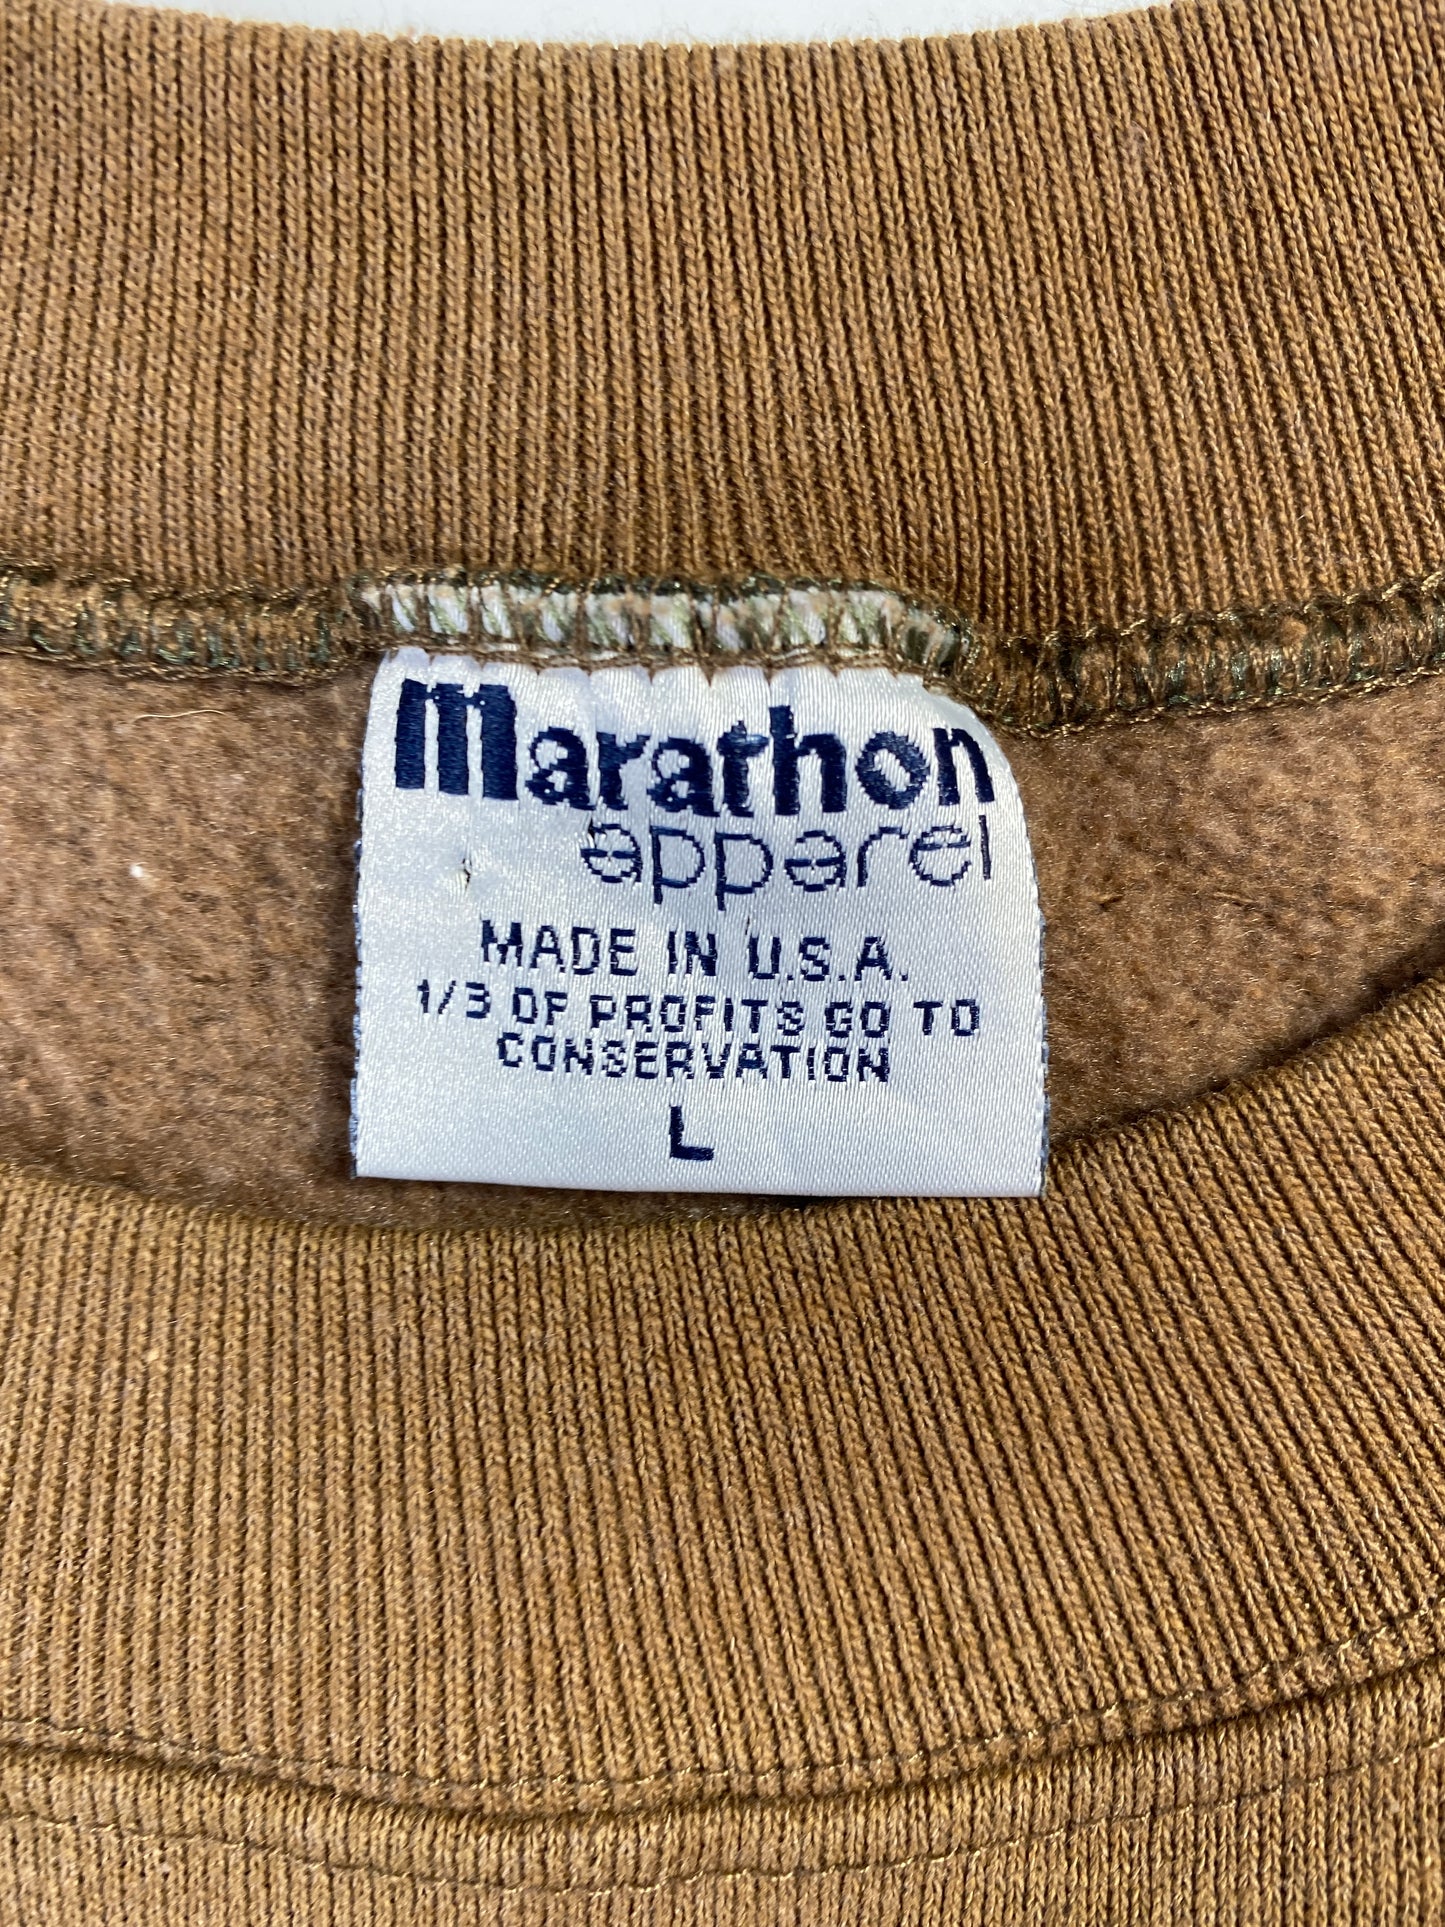 Marathon
apparel
MADE IN U.S.A.
1/3 OF PROFITS GO TO
CONSERVATION
L